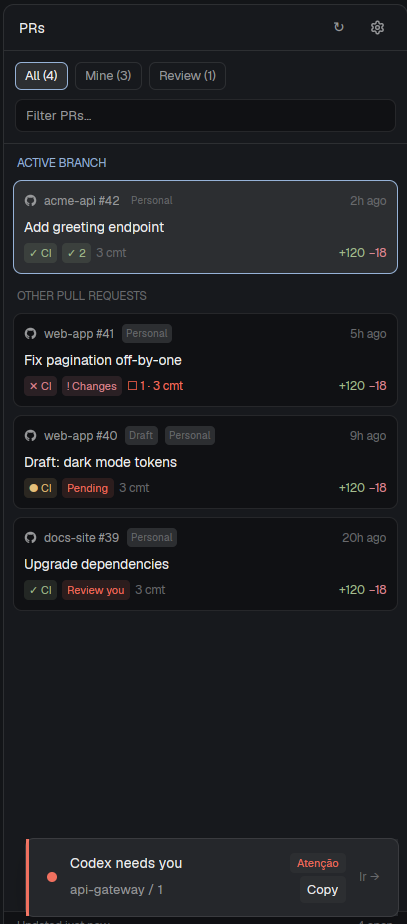 PRs ↻
All (4) Mine (3) Review (1)
Filter PRs...
ACTIVE BRANCH
acme-api #42 Personal 2h ago
Add greeting endpoint
✓ CI ✓ 2 3 cmt +120 −18
OTHER PULL REQUESTS
web-app #41 Personal 5h ago
Fix pagination off-by-one
✕ CI ! Changes ☐ 1 · 3 cmt +120 −18
web-app #40 Draft Personal 9h ago
Draft: dark mode tokens
● CI Pending 3 cmt +120 −18
docs-site #39 Personal 20h ago
Upgrade dependencies
✓ CI Review you 3 cmt +120 −18
Codex needs you Atenção
Ir →
api-gateway / 1 Copy